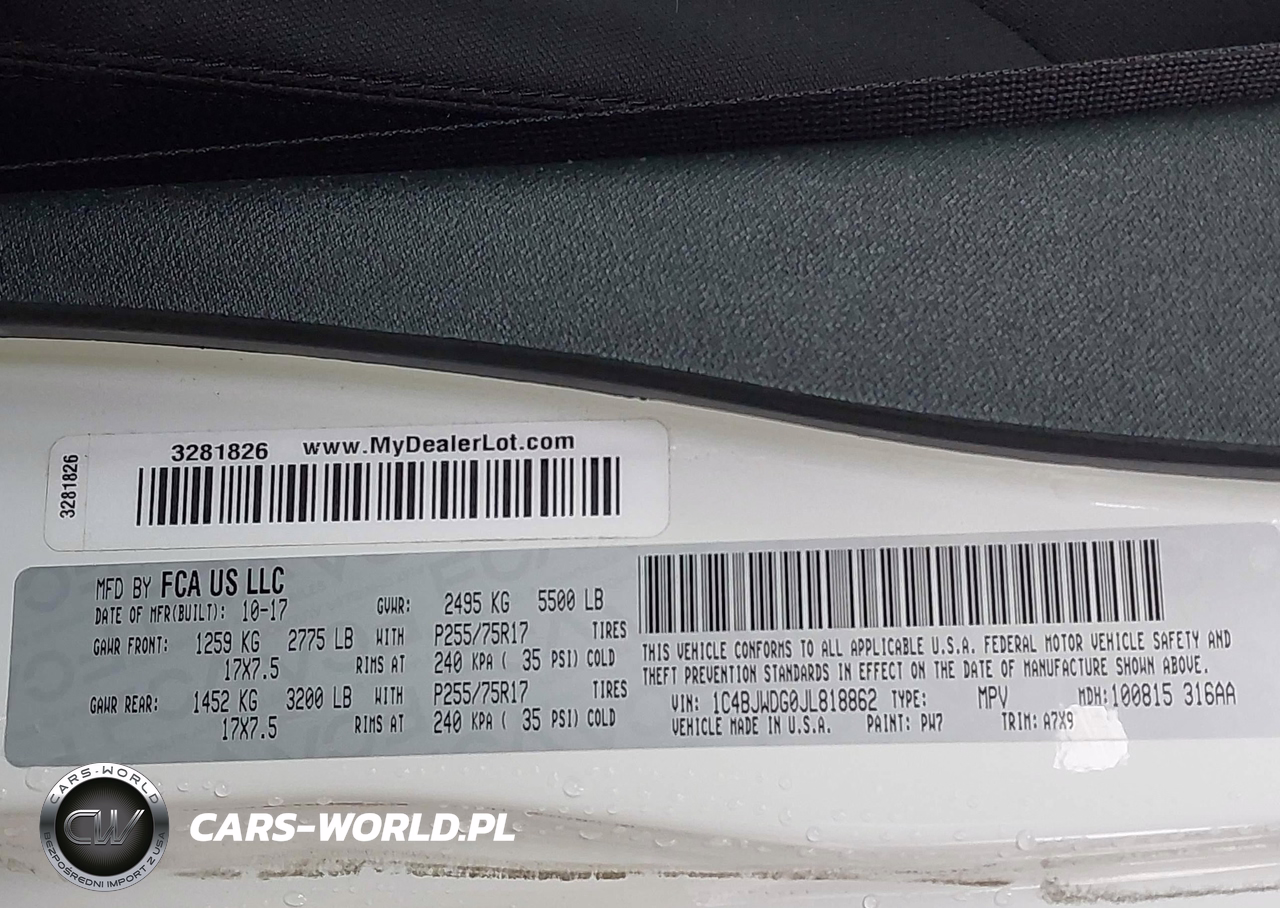 3281826 www.MyDealerLot.com
3281826
MFD BY FCA US LLC
DATE OF MFR(BUILT): 10-17 GVWR: 2495 KG 5500 LB
GAWR FRONT: 1259 KG 2775 LB WITH P255/75R17 TIRES
17X7.5 RIMS AT 240 KPA ( 35 PSI) COLD
GAWR REAR: 1452 KG 3200 LB WITH P255/75R17 TIRES
17X7.5 RIMS AT 240 KPA ( 35 PSI) COLD
THIS VEHICLE CONFORMS TO ALL APPLICABLE U.S.A. FEDERAL MOTOR VEHICLE SAFETY AND
THEFT PREVENTION STANDARDS IN EFFECT ON THE DATE OF MANUFACTURE SHOWN ABOVE.
VIN: 1C4BJWDG0JL818862 TYPE: MPV MDH:100815 316AA
VEHICLE MADE IN U.S.A. PAINT: PW7 TRIM: A7X9
CARS-WORLD
CW
BEZPOŚREDNI IMPORT Z USA
CARS-WORLD.PL